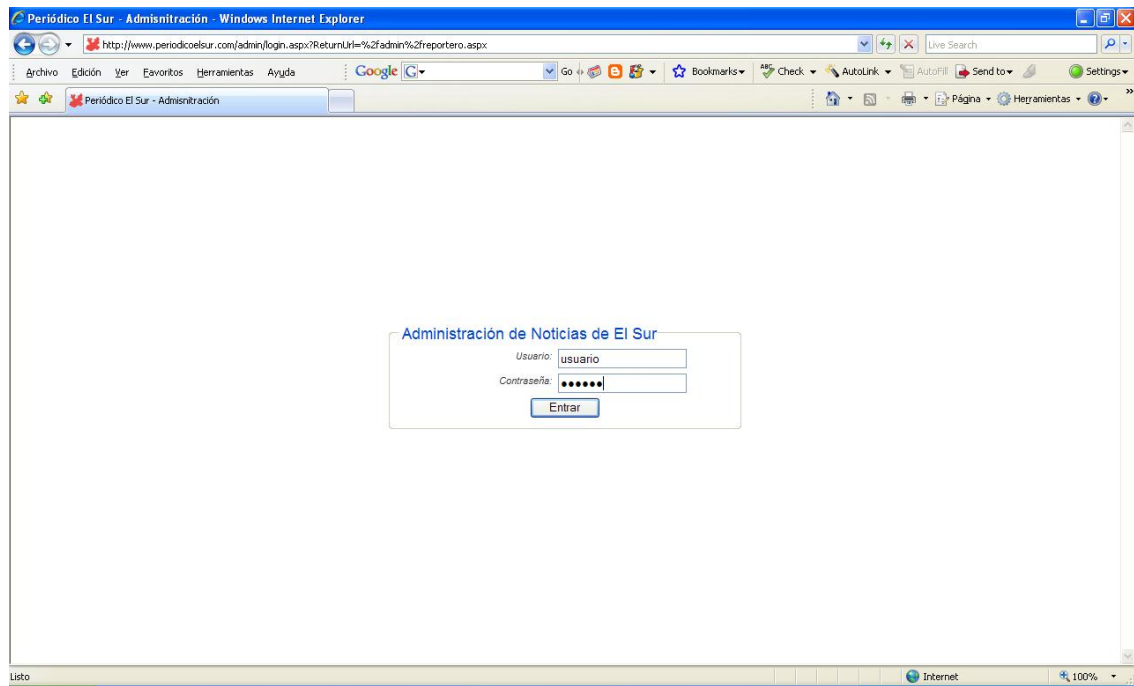 Periódico El Sur - Admisnitración - Windows Internet Explorer
http://www.periodicoelsur.com/admin/login.aspx?ReturnUrl=%2fadmin%2freportero.aspx Live Search
Archivo Edición Ver Favoritos Herramientas Ayuda Google G Go Bookmarks Check AutoLink AutoFill Send to Settings
Periódico El Sur - Admisnitración Página Herramientas »
Administración de Noticias de El Sur
Usuario: usuario
Contraseña: ●●●●●●
Entrar
Listo Internet 100%